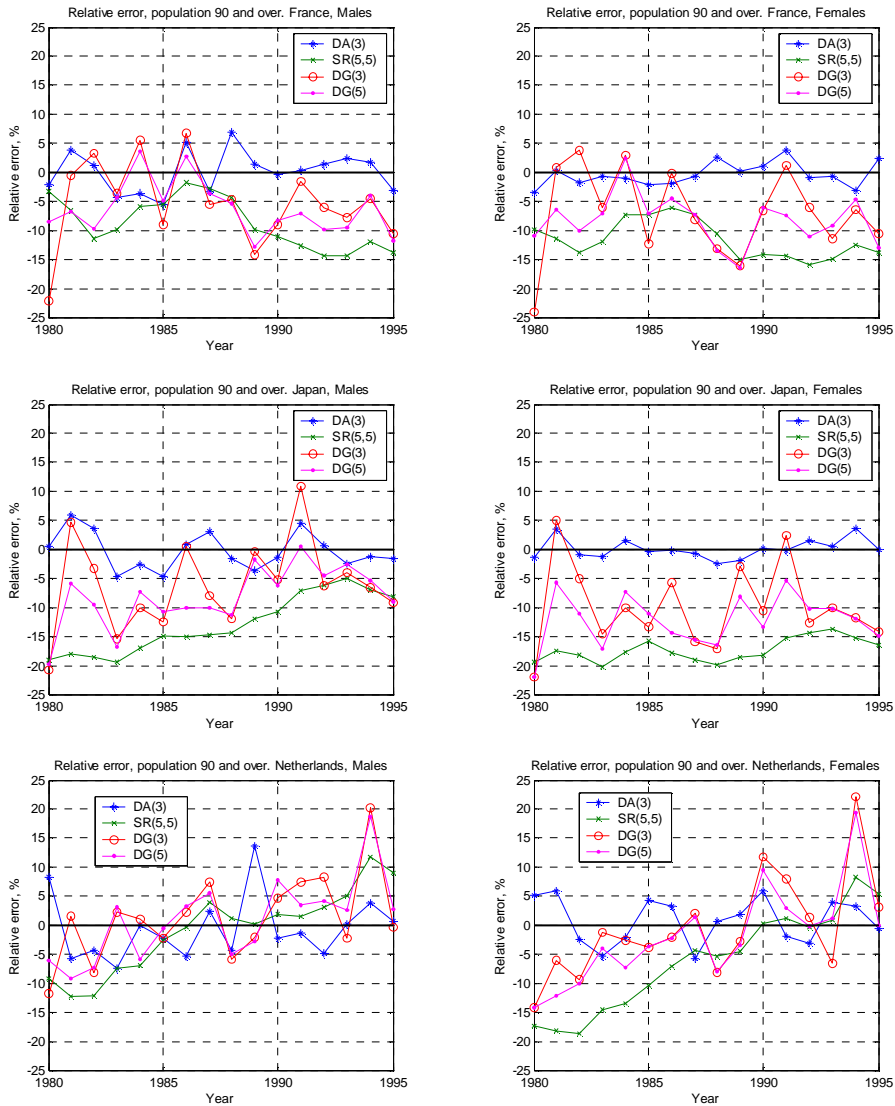 Relative error, population 90 and over. France, Males
25
20
15
10
5
0
-5
-10
-15
-20
-25
Relative error, %
DA(3)
SR(5,5)
DG(3)
DG(5)
1980
1985
1990
1995
Year
Relative error, population 90 and over. France, Females
25
20
15
10
5
0
-5
-10
-15
-20
-25
Relative error, %
DA(3)
SR(5,5)
DG(3)
DG(5)
1980
1985
1990
1995
Year
Relative error, population 90 and over. Japan, Males
25
20
15
10
5
0
-5
-10
-15
-20
-25
Relative error, %
DA(3)
SR(5,5)
DG(3)
DG(5)
1980
1985
1990
1995
Year
Relative error, population 90 and over. Japan, Females
25
20
15
10
5
0
-5
-10
-15
-20
-25
Relative error, %
DA(3)
SR(5,5)
DG(3)
DG(5)
1980
1985
1990
1995
Year
Relative error, population 90 and over. Netherlands, Males
25
20
15
10
5
0
-5
-10
-15
-20
-25
Relative error, %
DA(3)
SR(5,5)
DG(3)
DG(5)
1980
1985
1990
1995
Year
Relative error, population 90 and over. Netherlands, Females
25
20
15
10
5
0
-5
-10
-15
-20
-25
Relative error, %
DA(3)
SR(5,5)
DG(3)
DG(5)
1980
1985
1990
1995
Year